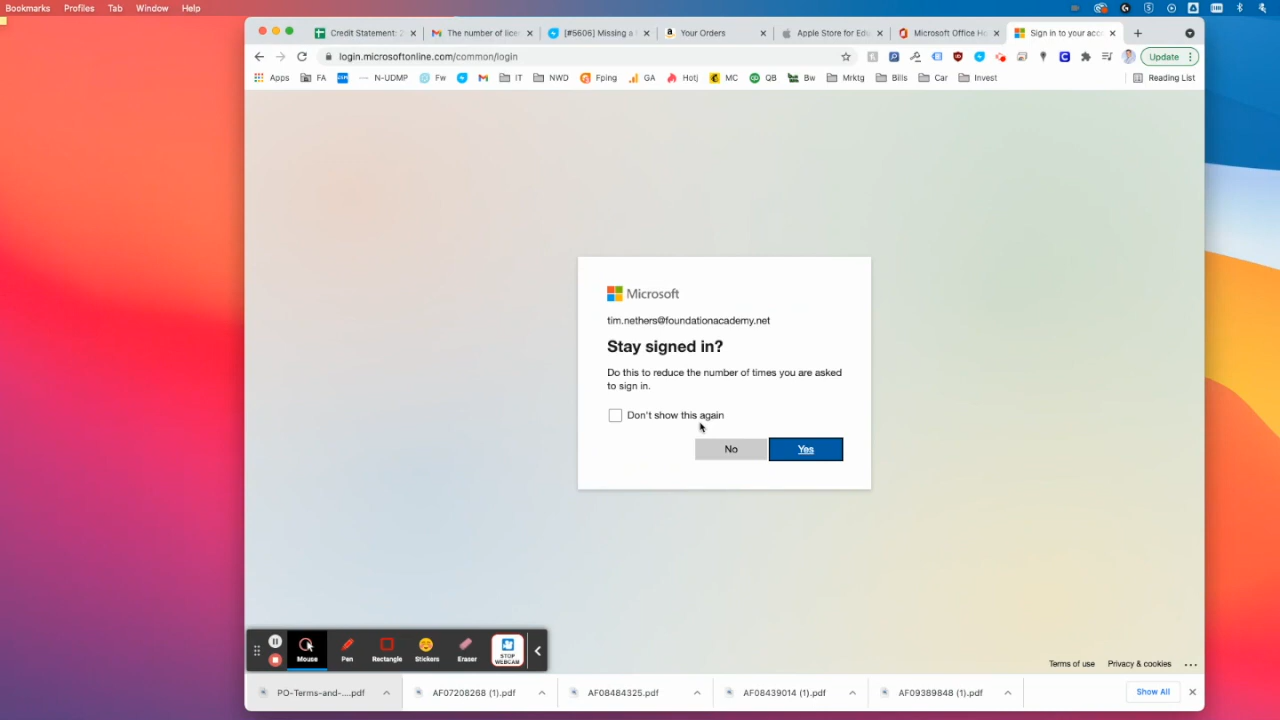 Bookmarks Profiles Tab Window Help
Credit Statement: 2 The number of lice [#5606] Missing a Your Orders Apple Store for Edu Microsoft Office Ho Sign in to your acc
login.microsoftonline.com/common/login Update
Apps FA N-UDMP Fw IT NWD Fping GA Hotj MC QB Bw Mrktg Bills Car Invest Reading List
Microsoft
tim.nethers@foundationacademy.net
Stay signed in?
Do this to reduce the number of times you are asked
to sign in.
Don't show this again
No Yes
Mouse Pen Rectangle Stickers Eraser STOP WEBCAM
Terms of use Privacy & cookies ...
PO-Terms-and-....pdf AF07208268 (1).pdf AF08484325.pdf AF08439014 (1).pdf AF09389848 (1).pdf Show All